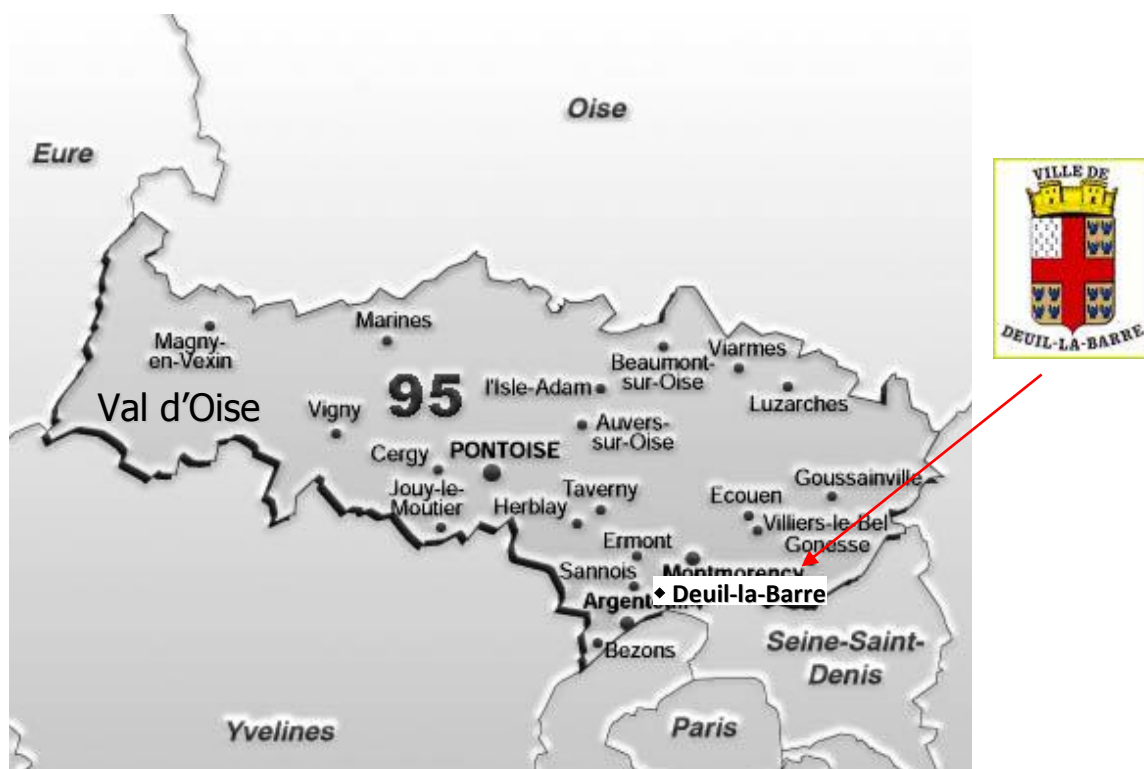 Oise
Eure
VILLE DE
DEUIL-LA-BARRE
Marines
Magny-
en-Vexin
Beaumont-
sur-Oise
Viarmes
Val d’Oise
95
l'Isle-Adam
Luzarches
Vigny
Auvers-
sur-Oise
Cergy
PONTOISE
Jouy-le-
Moutier
Herblay
Taverny
Ecouen
Goussainville
Villiers-le-Bel
Gonesse
Ermont
Montmorency
Sannois
Deuil-la-Barre
Bezons
Seine-Saint-
Denis
Yvelines
Paris